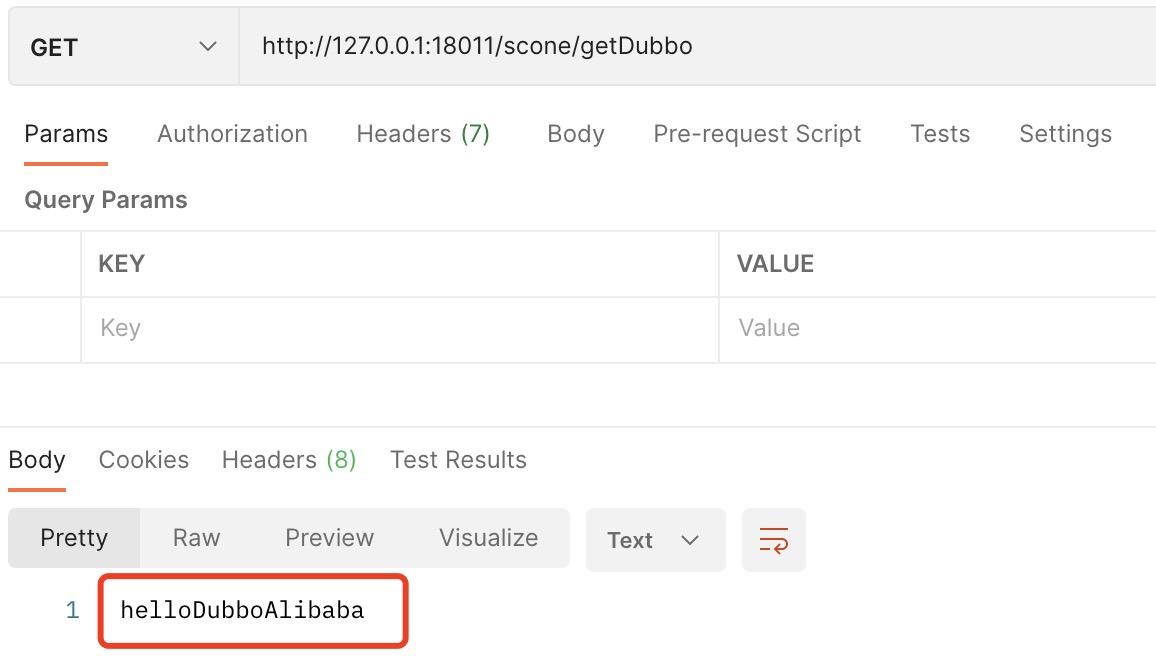 GET http://127.0.0.1:18011/scone/getDubbo
Params Authorization Headers (7) Body Pre-request Script Tests Settings
Query Params
KEY VALUE
Key Value
Body Cookies Headers (8) Test Results
Pretty Raw Preview Visualize Text
1 helloDubboAlibaba